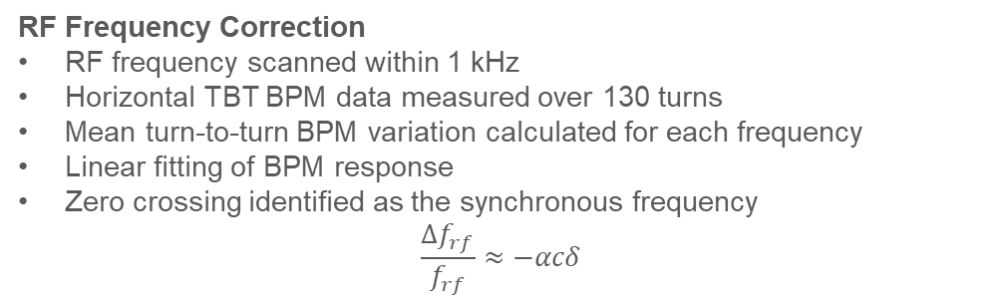 RF Frequency Correction
• RF frequency scanned within 1 kHz
• Horizontal TBT BPM data measured over 130 turns
• Mean turn-to-turn BPM variation calculated for each frequency
• Linear fitting of BPM response
• Zero crossing identified as the synchronous frequency
Δf_rf / f_rf ≈ −αcδ